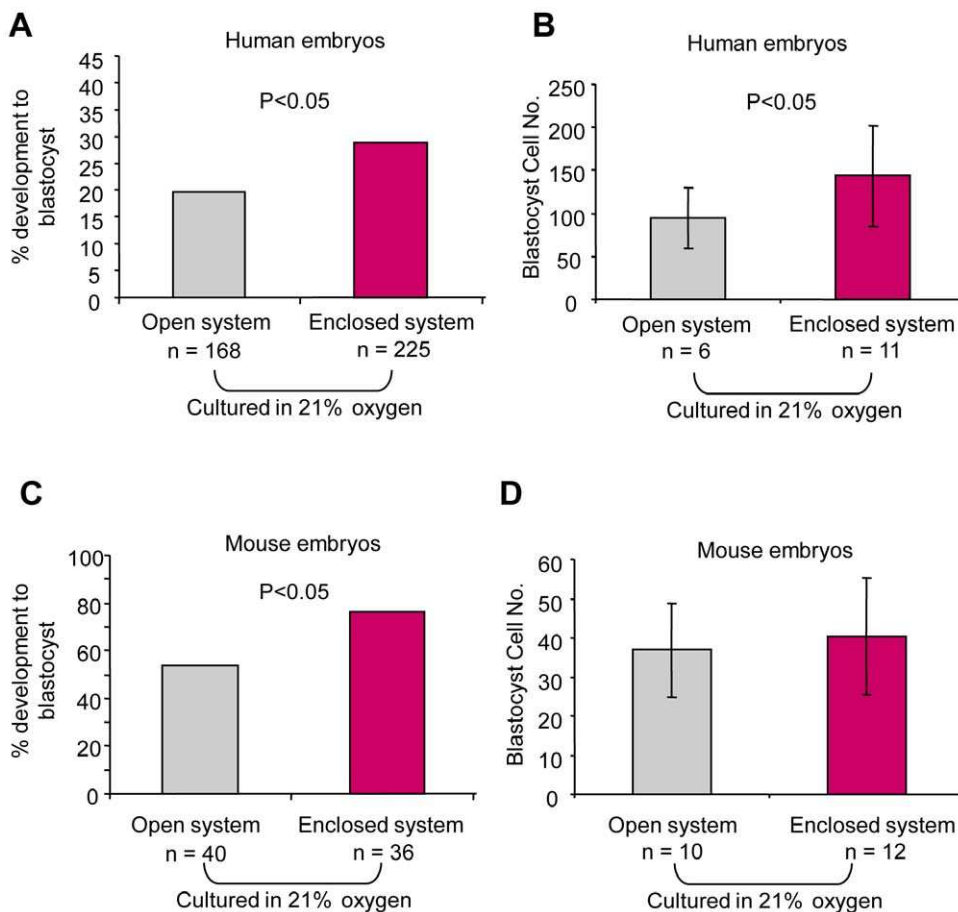 A
Human embryos
% development to
blastocyst
45
40
35
30
25
20
15
10
5
0
P<0.05
Open system
Enclosed system
n = 168
n = 225
Cultured in 21% oxygen
B
Human embryos
Blastocyst Cell No.
250
200
150
100
50
0
P<0.05
Open system
Enclosed system
n = 6
n = 11
Cultured in 21% oxygen
C
Mouse embryos
% development to
blastocyst
100
80
60
40
20
0
P<0.05
Open system
Enclosed system
n = 40
n = 36
Cultured in 21% oxygen
D
Mouse embryos
Blastocyst Cell No.
60
50
40
30
20
10
0
Open system
Enclosed system
n = 10
n = 12
Cultured in 21% oxygen